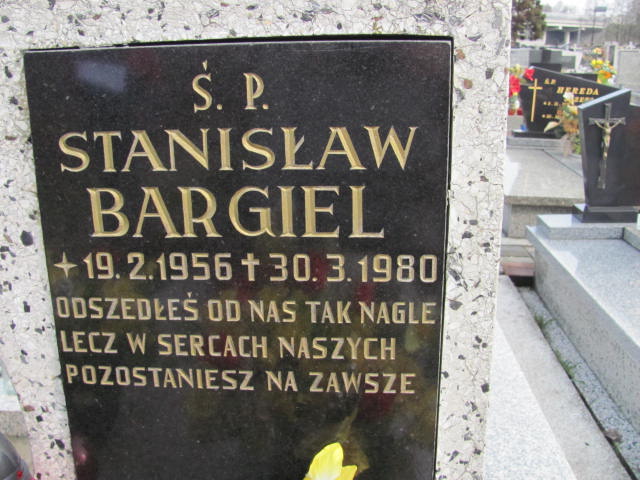 Ś. P.
STANISŁAW
BARGIEL
19.2.1956 ✝ 30.3.1980
ODSZEDŁEŚ OD NAS TAK NAGLE
LECZ W SERCACH NASZYCH
POZOSTANIESZ NA ZAWSZE
Ś.P.
HEREDA